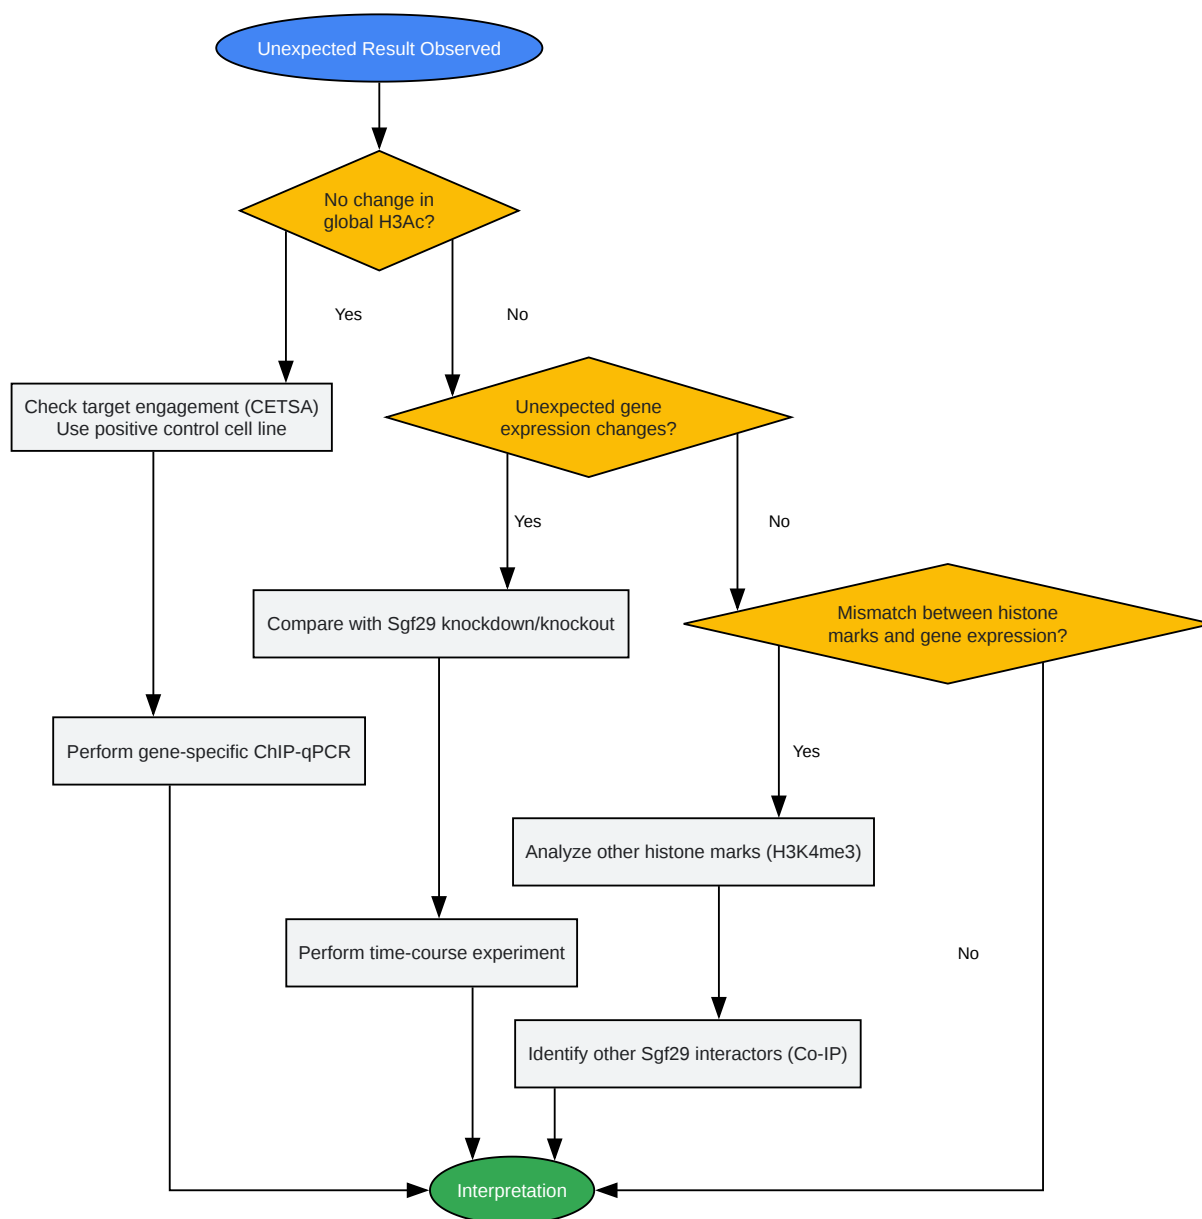 Unexpected Result Observed
No change in
global H3Ac?
Yes
No
Check target engagement (CETSA)
Use positive control cell line
Unexpected gene
expression changes?
Yes
No
Compare with Sgf29 knockdown/knockout
Mismatch between histone
marks and gene expression?
Perform gene-specific ChIP-qPCR
Yes
Analyze other histone marks (H3K4me3)
Perform time-course experiment
No
Identify other Sgf29 interactors (Co-IP)
Interpretation